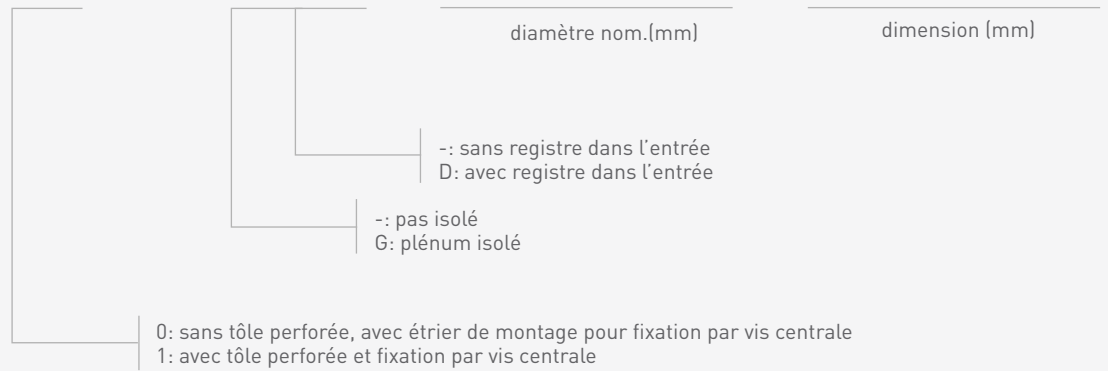 diamètre nom.(mm)
dimension (mm)
-: sans registre dans l'entrée
D: avec registre dans l'entrée
-: pas isolé
G: plénum isolé
0: sans tôle perforée, avec étrier de montage pour fixation par vis centrale
1: avec tôle perforée et fixation par vis centrale